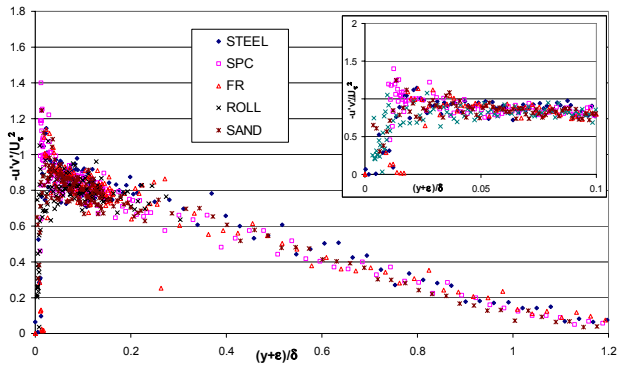 1.8
1.6
1.4
1.2
1
0.8
0.6
0.4
0.2
0
0 0.2 0.4 0.6 0.8 1 1.2
(y+ε)/δ
-u'v'/Uτ²
STEEL
SPC
FR
ROLL
SAND
2
1.5
1
0.5
0
0 0.05 0.1
(y+ε)/δ
-u'v'/Uτ²